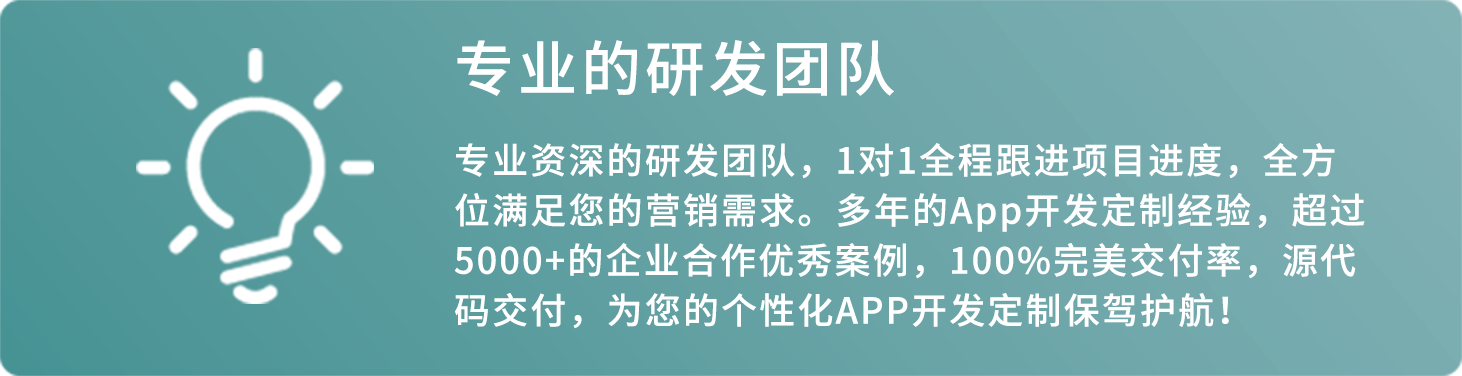 专业的研发团队
专业资深的研发团队，1对1全程跟进项目进度，全方
位满足您的营销需求。多年的App开发定制经验，超过
5000+的企业合作优秀案例，100%完美交付率，源代
码交付，为您的个性化APP开发定制保驾护航！